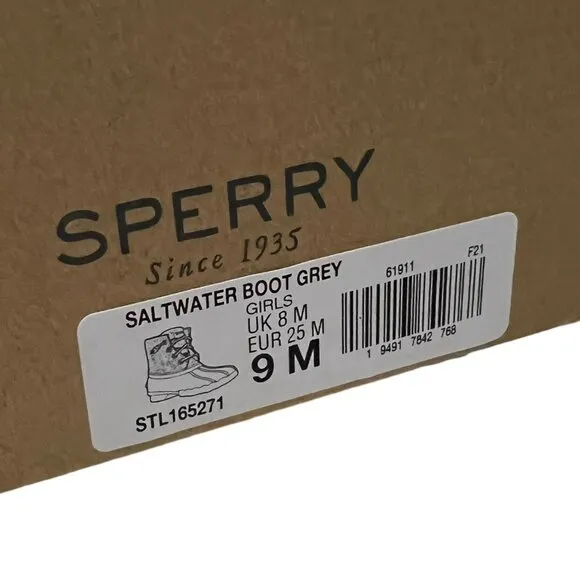 SPERRY
Since 1935
SALTWATER BOOT GREY
GIRLS
UK 8 M
EUR 25 M
9 M
STL165271
61911
F21
1 9491 7842 768